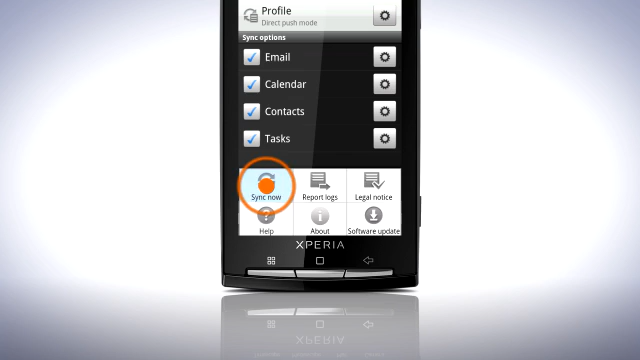 Profile
Direct push mode
Sync options
Email
Calendar
Contacts
Tasks
Sync now
Report logs
Legal notice
Help
About
Software update
XPERIA
XPERIA